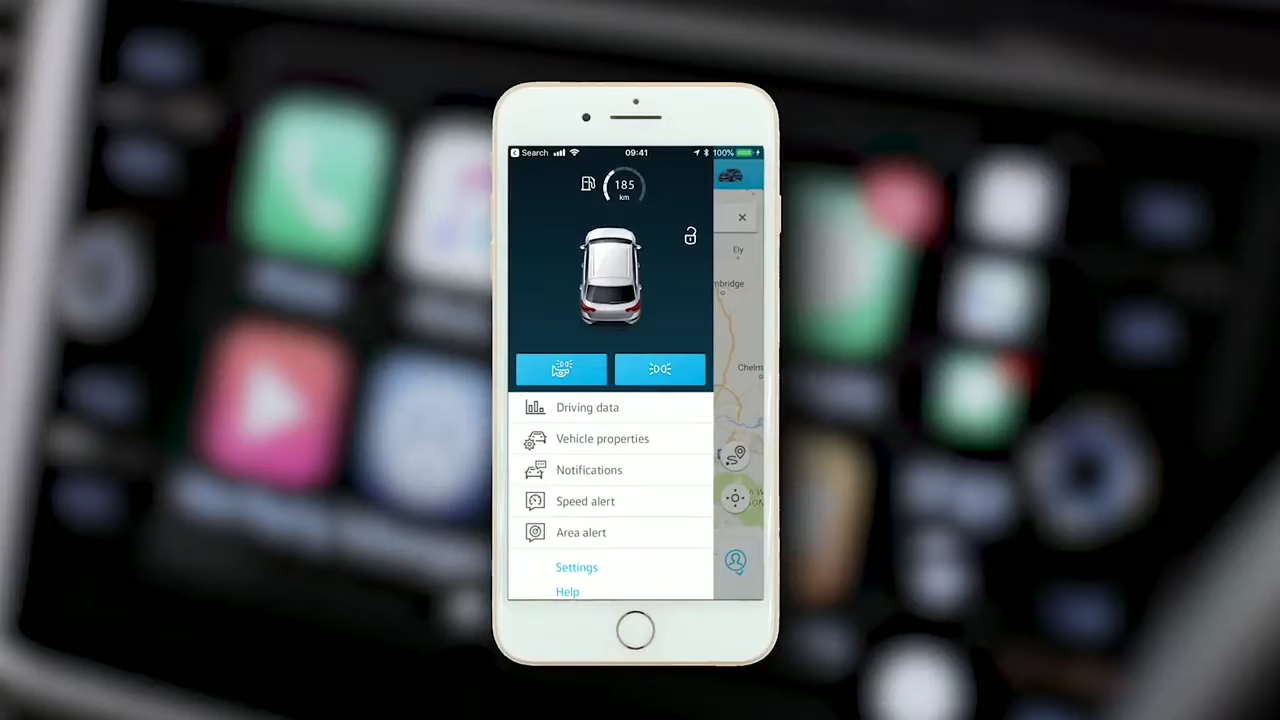 Search
09:41
100%
185
km
Ely
mbridge
Chelm
Driving data
Vehicle properties
Notifications
Speed alert
Area alert
Settings
Help